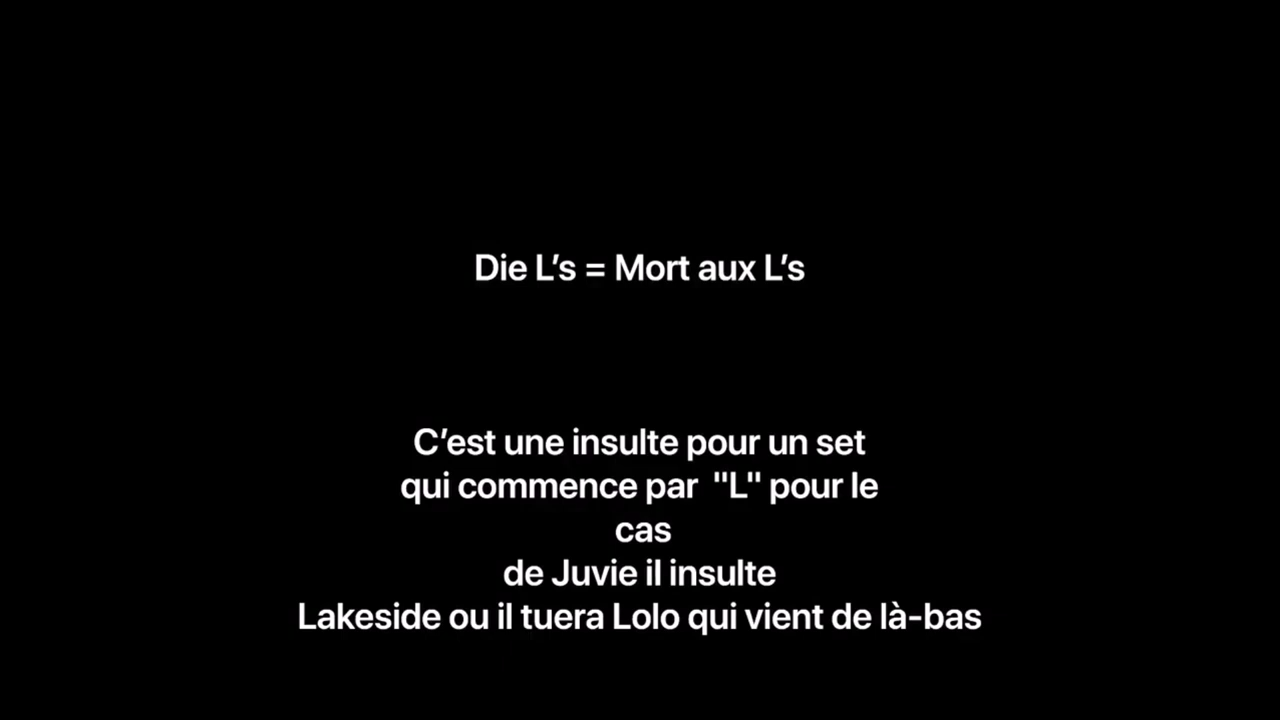 Die L’s = Mort aux L’s
C’est une insulte pour un set
qui commence par  "L" pour le
cas
de Juvie il insulte
Lakeside ou il tuera Lolo qui vient de là-bas